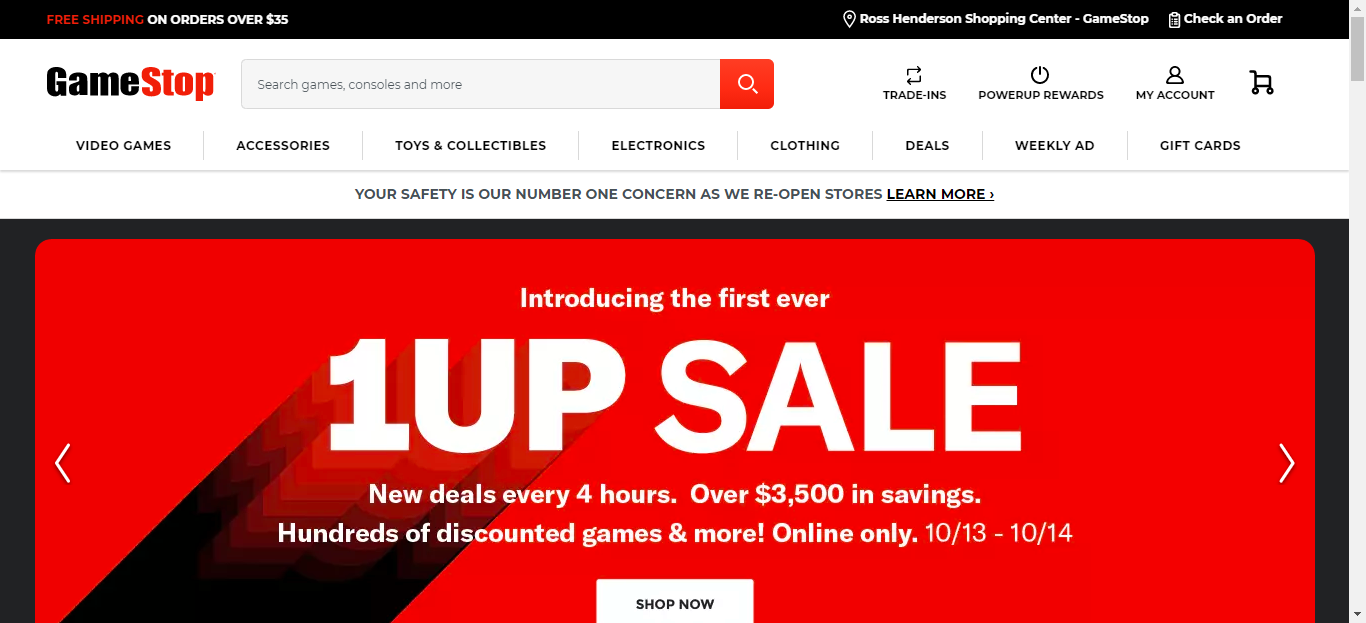 FREE SHIPPING ON ORDERS OVER $35
Ross Henderson Shopping Center - GameStop
Check an Order
GameStop
Search games, consoles and more
TRADE-INS
POWERUP REWARDS
MY ACCOUNT
VIDEO GAMES
ACCESSORIES
TOYS & COLLECTIBLES
ELECTRONICS
CLOTHING
DEALS
WEEKLY AD
GIFT CARDS
YOUR SAFETY IS OUR NUMBER ONE CONCERN AS WE RE-OPEN STORES LEARN MORE ›
Introducing the first ever
1UP SALE
New deals every 4 hours. Over $3,500 in savings.
Hundreds of discounted games & more! Online only. 10/13 - 10/14
SHOP NOW